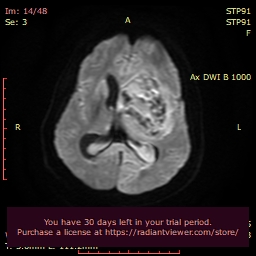 Im: 14/48
Se: 3
A
STP91
STP91
F
Ax DWI B 1000
R
L
You have 30 days left in your trial period.
Purchase a license at https://radiantviewer.com/store/